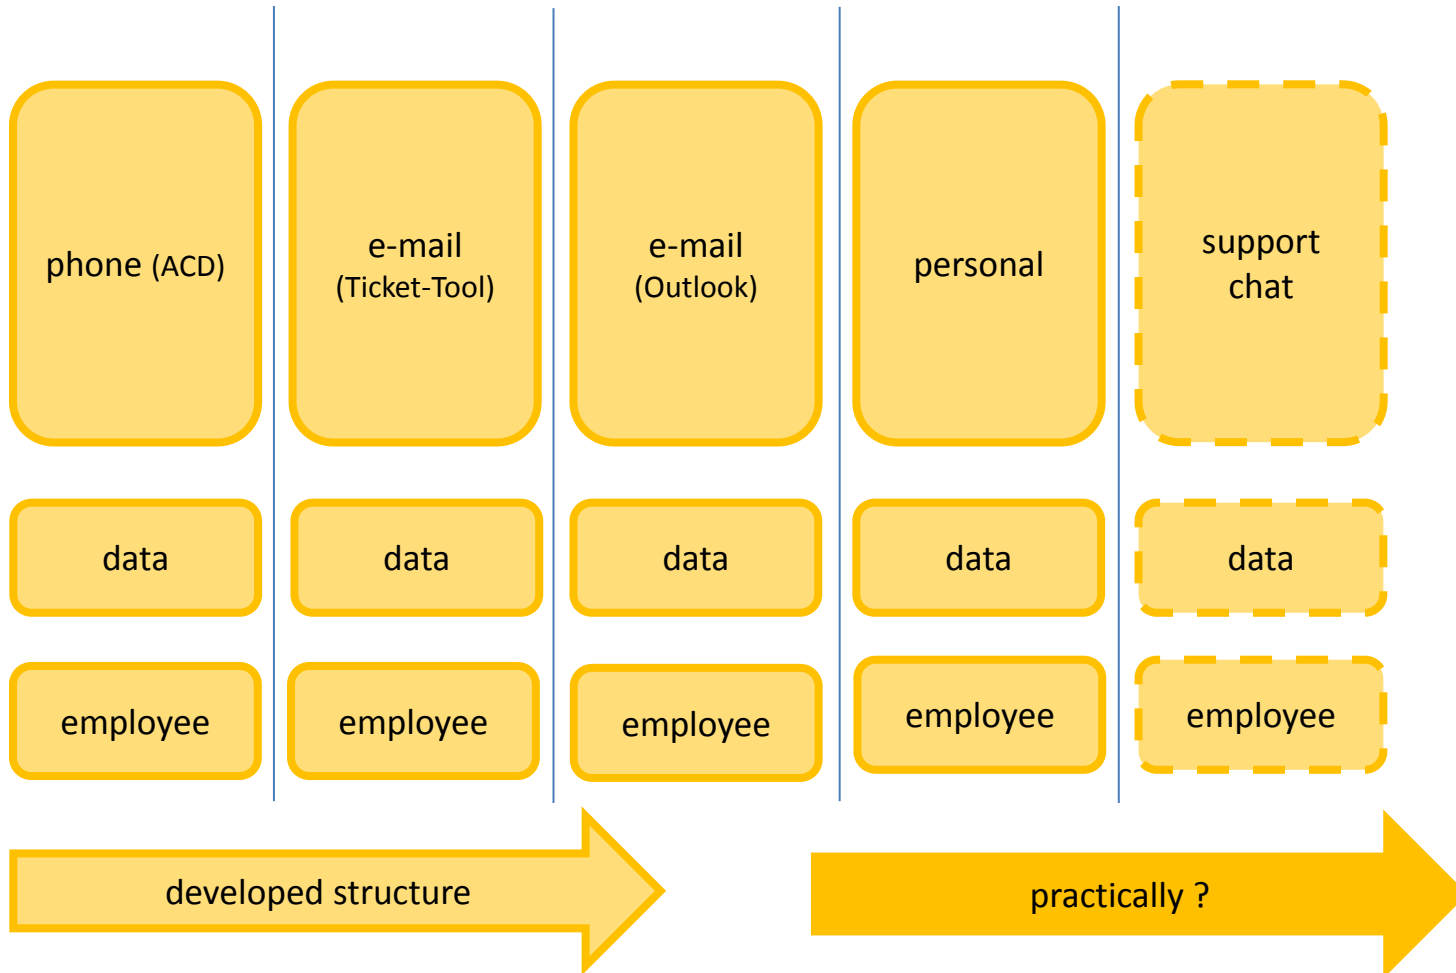 phone (ACD)
e-mail
(Ticket-Tool)
e-mail
(Outlook)
personal
support
chat
data
data
data
data
data
employee
employee
employee
employee
employee
developed structure
practically ?